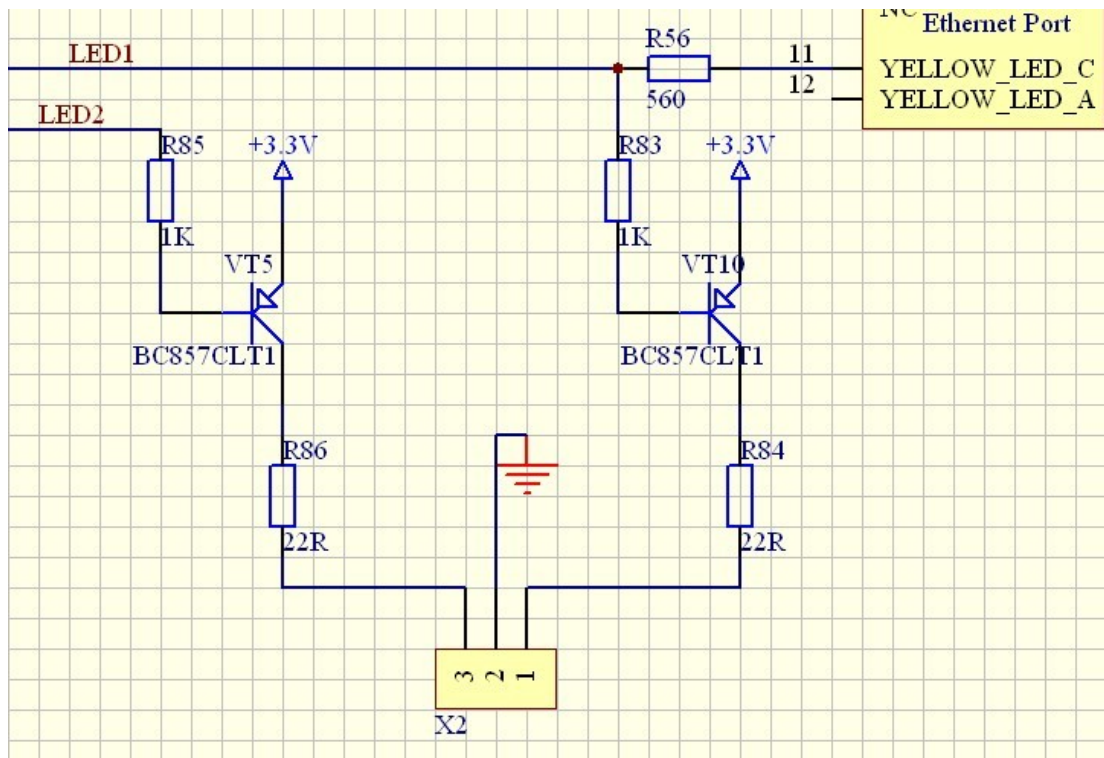 NC
Ethernet Port
R56
LED1
11
YELLOW_LED_C
560
12
YELLOW_LED_A
LED2
R85
+3.3V
R83
+3.3V
1K
1K
VT5
VT10
BC857CLT1
BC857CLT1
R86
R84
22R
22R
3
2
1
X2